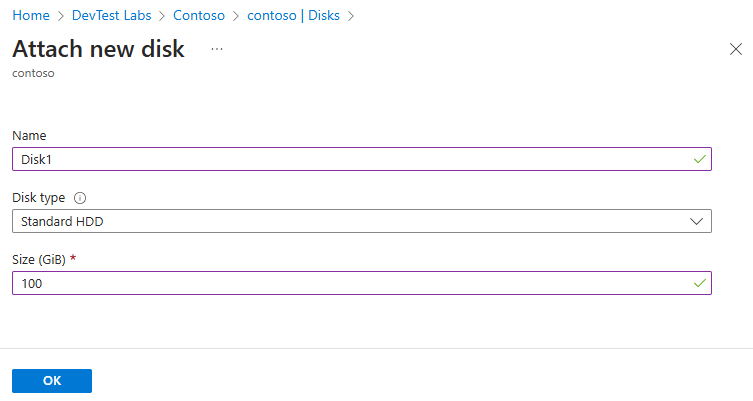 Home > DevTest Labs > Contoso > contoso | Disks >
Attach new disk ...
contoso
Name
Disk1
Disk type
Standard HDD
Size (GiB) *
100
OK